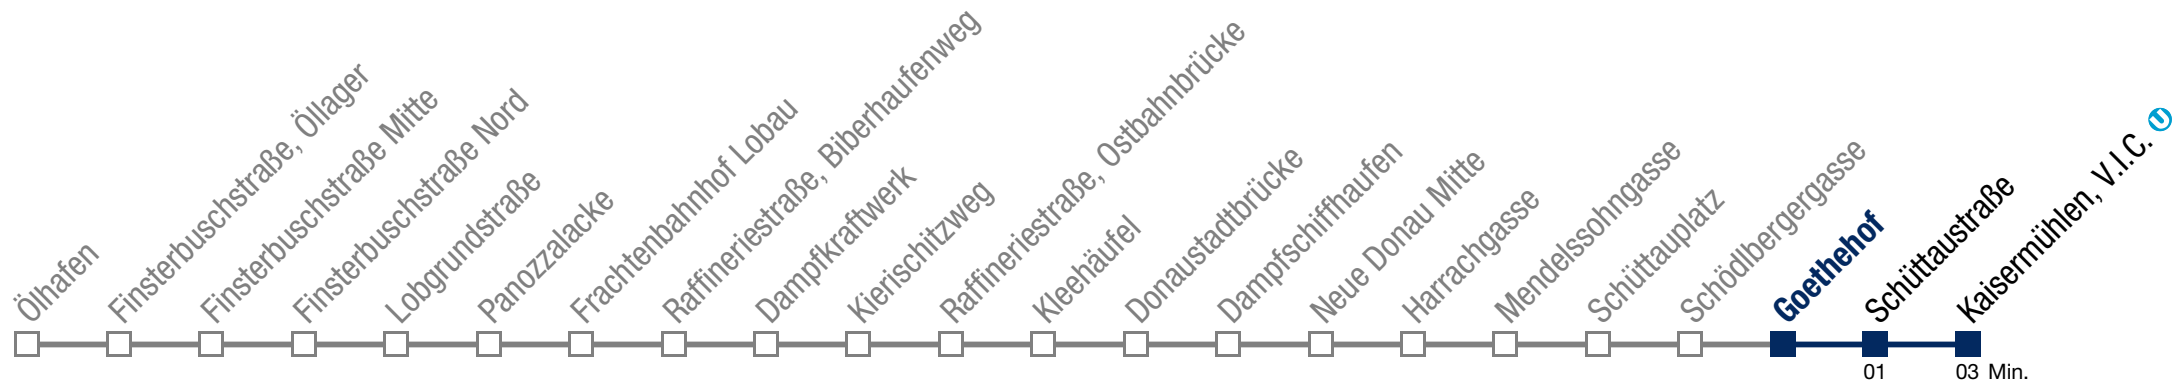 Ölhafen
Finsterbuschstraße, Öllager
Finsterbuschstraße Mitte
Finsterbuschstraße Nord
Lobgrundstraße
Panozzalacke
Frachtenbahnhof Lobau
Raffineriestraße, Biberhaufenweg
Dampfkraftwerk
Kierischitzweg
Raffineriestraße, Ostbahnbrücke
Kleehäufel
Donaustadtbrücke
Dampfschiffhaufen
Neue Donau Mitte
Harrachgasse
Mendelssohngasse
Schüttauplatz
Schödlbergergasse
Goethehof
Schüttaustraße
Kaisermühlen, V.I.C. U
01 03 Min.